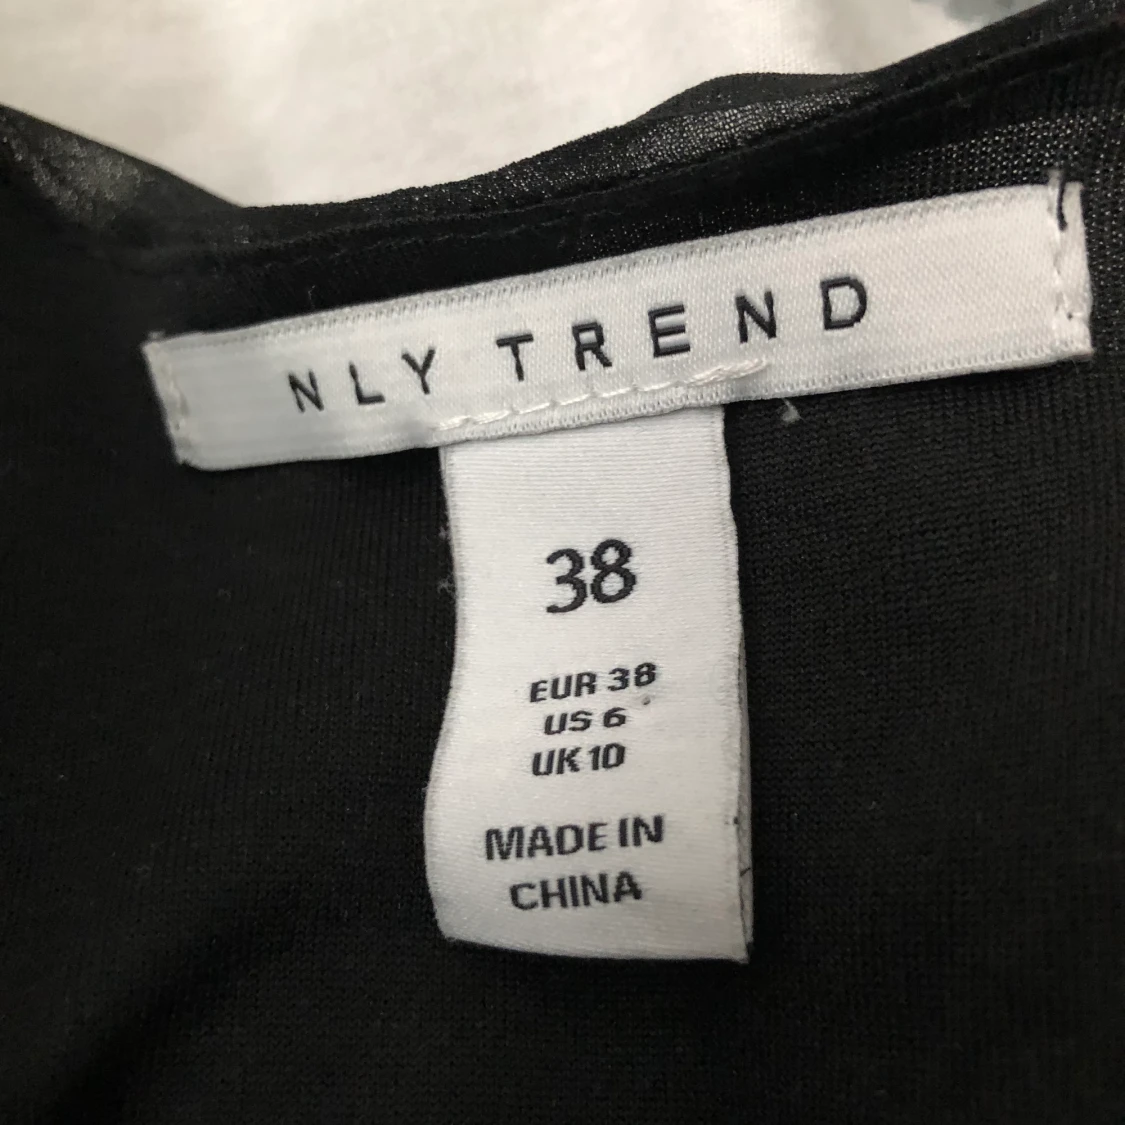 NLY TREND
38
EUR 38
US 6
UK 10
MADE IN
CHINA